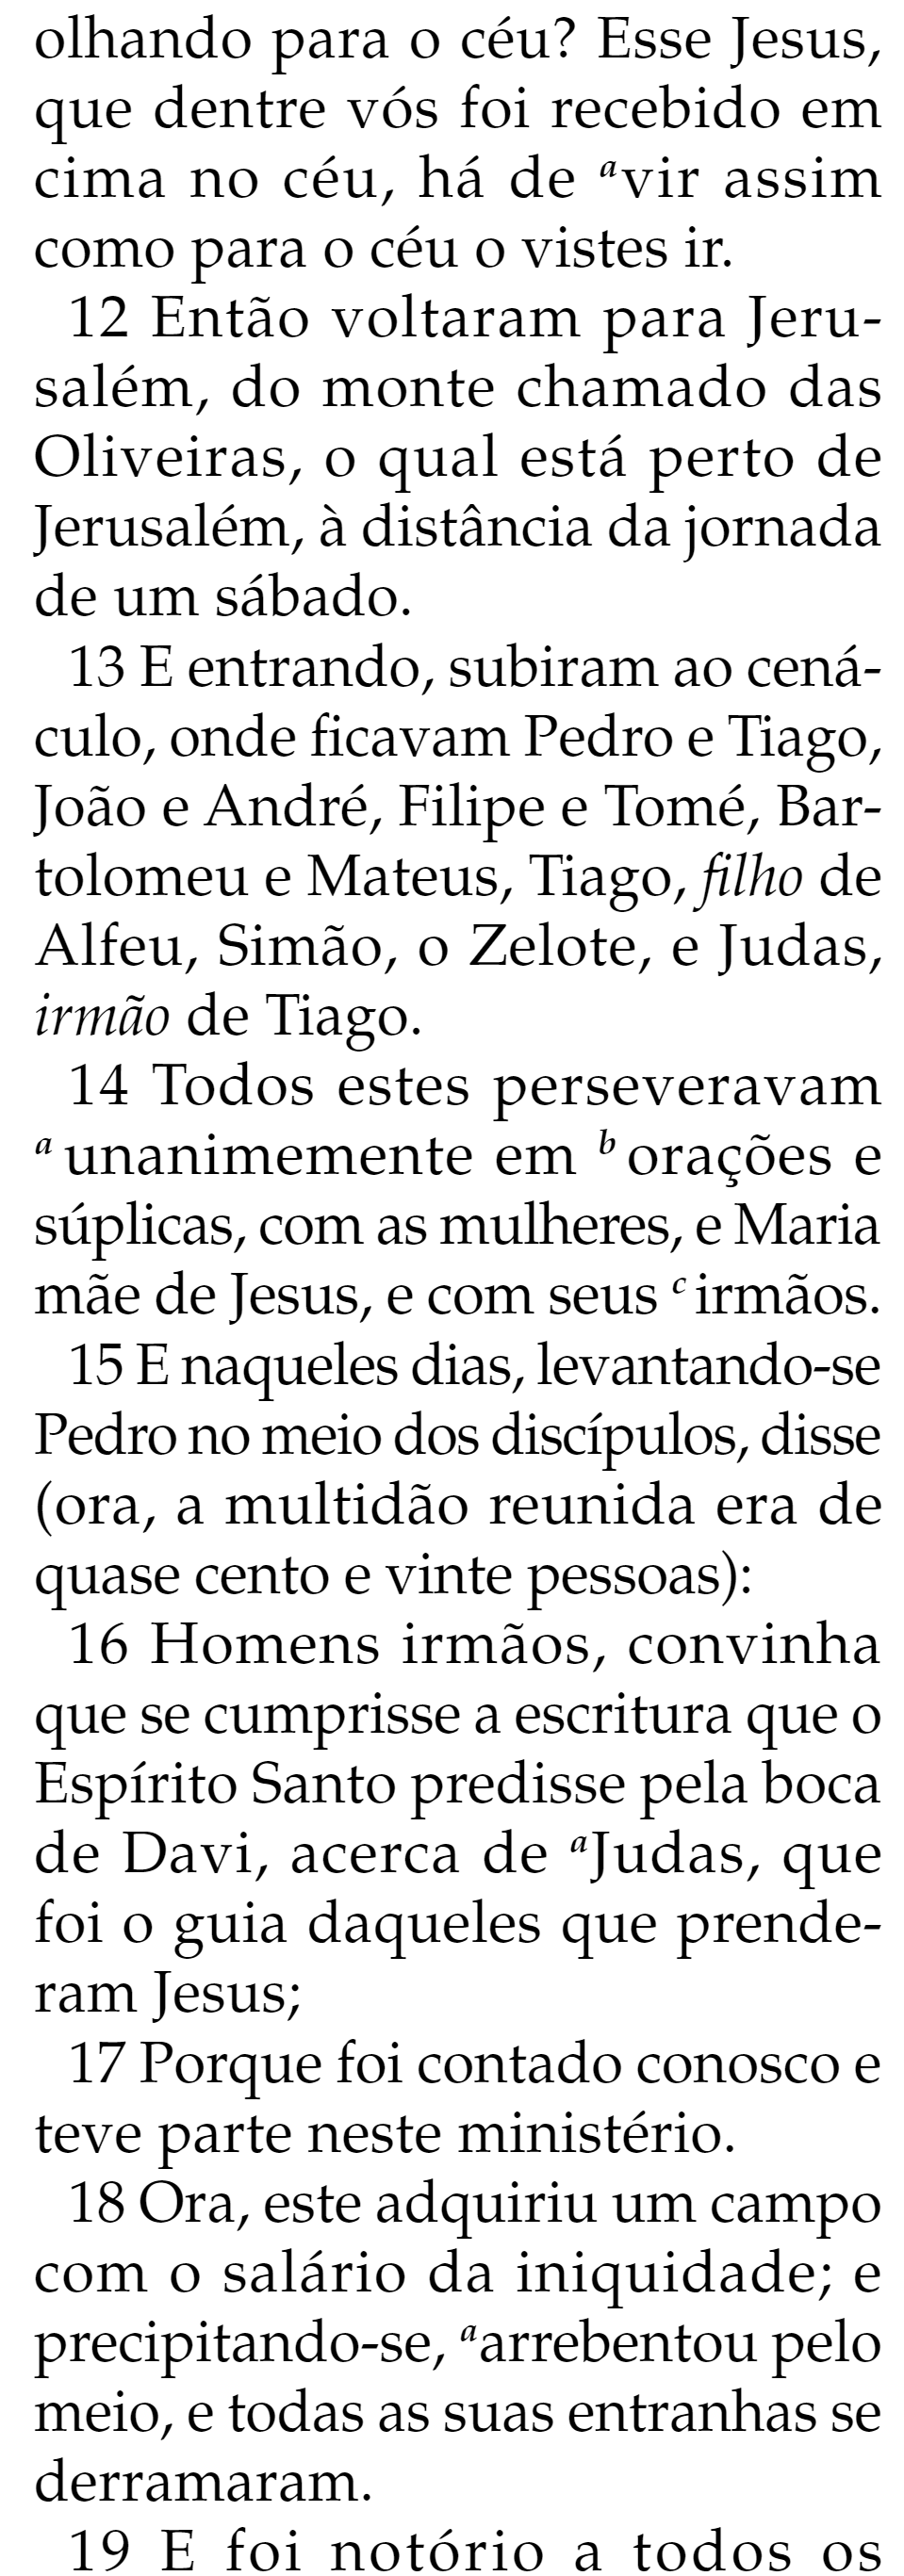 olhando para o céu? Esse Jesus,
que dentre vós foi recebido em
cima no céu, há de a vir assim
como para o céu o vistes ir.
12 Então voltaram para Jeru-
salém, do monte chamado das
Oliveiras, o qual está perto de
Jerusalém, à distância da jornada
de um sábado.
13 E entrando, subiram ao cená-
culo, onde ficavam Pedro e Tiago,
João e André, Filipe e Tomé, Bar-
tolomeu e Mateus, Tiago, filho de
Alfeu, Simão, o Zelote, e Judas,
irmão de Tiago.
14 Todos estes perseveravam
a unanimemente em b orações e
súplicas, com as mulheres, e Maria
mãe de Jesus, e com seus c irmãos.
15 E naqueles dias, levantando-se
Pedro no meio dos discípulos, disse
(ora, a multidão reunida era de
quase cento e vinte pessoas):
16 Homens irmãos, convinha
que se cumprisse a escritura que o
Espírito Santo predisse pela boca
de Davi, acerca de a Judas, que
foi o guia daqueles que prende-
ram Jesus;
17 Porque foi contado conosco e
teve parte neste ministério.
18 Ora, este adquiriu um campo
com o salário da iniquidade; e
precipitando-se, a arrebentou pelo
meio, e todas as suas entranhas se
derramaram.
19 E foi notório a todos os